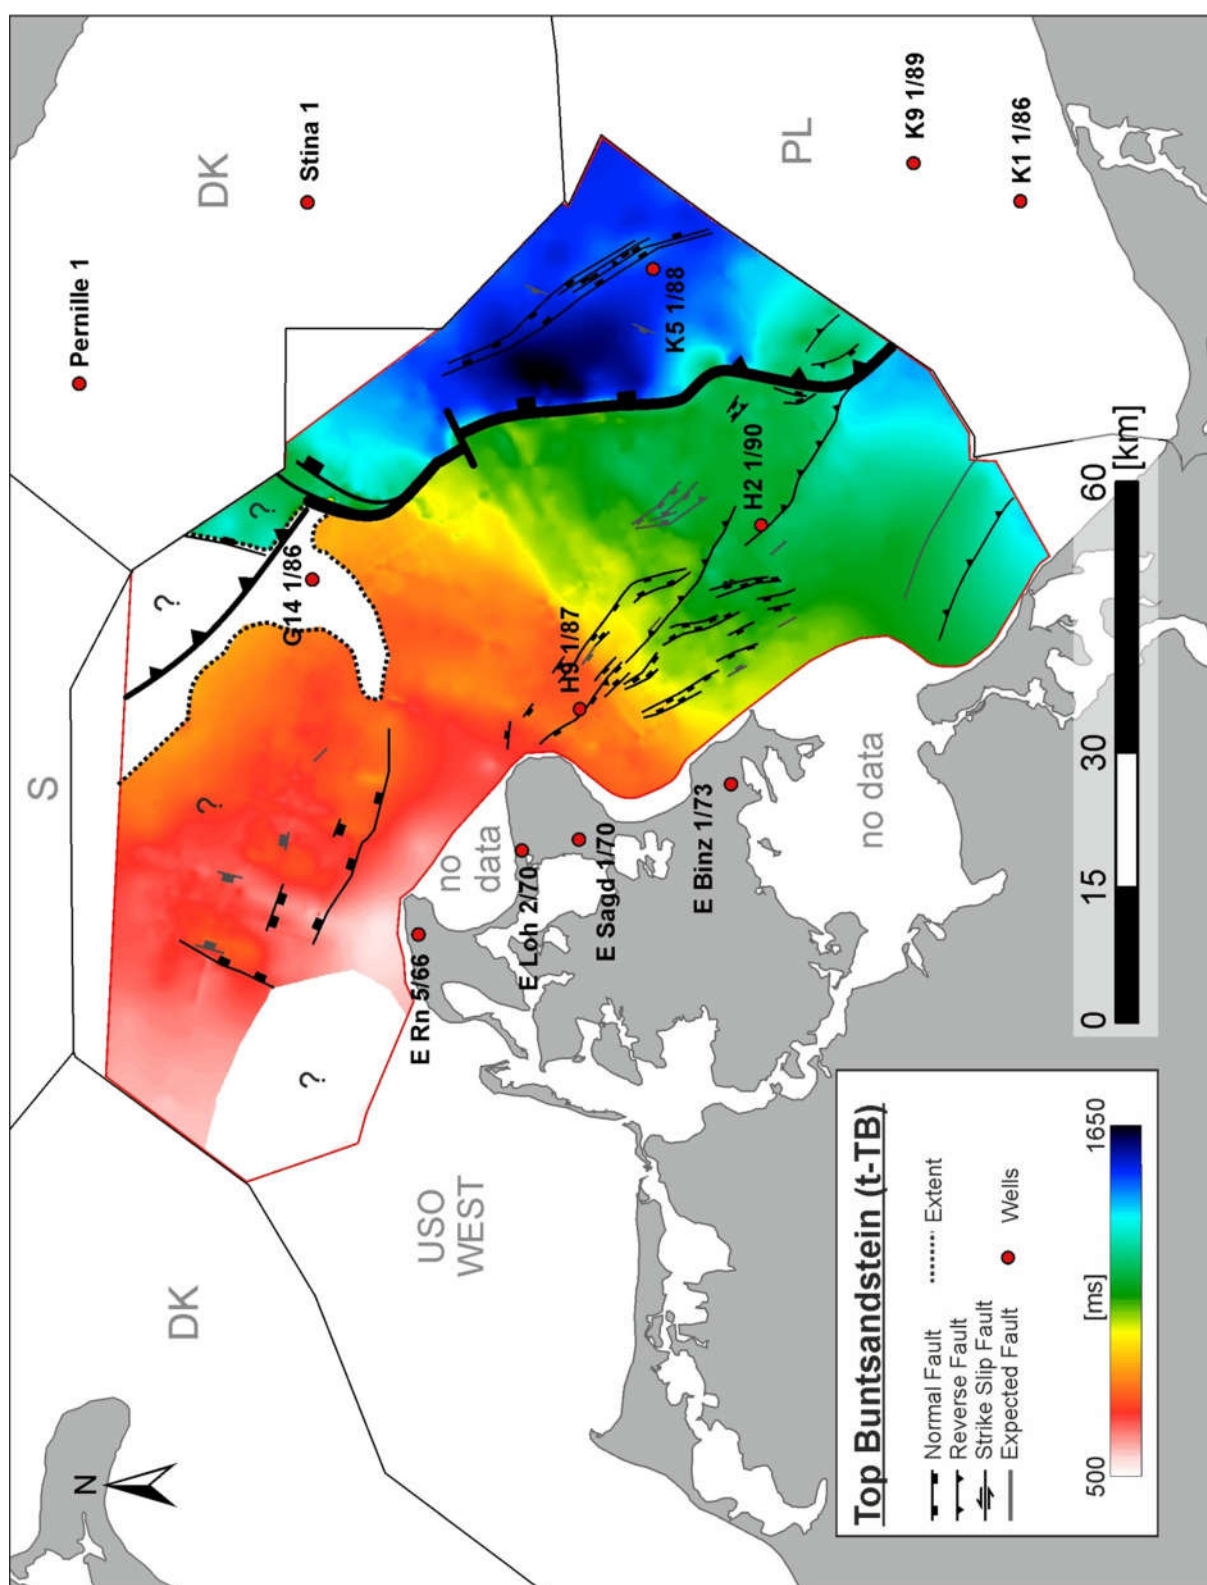 N
DK
S
DK
PL
USO
WEST
Pernille 1
Stina 1
G14 1/86
K5 1/88
K9 1/89
K1 1/86
H9 1/87
H2 1/90
E Rn 5/66
E Loh 2/70
E Sagd 1/70
E Binz 1/73
no
data
no data
?
?
?
?
Top Buntsandstein (t-TB)
Normal Fault
Reverse Fault
Strike Slip Fault
Expected Fault
Extent
Wells
500
[ms]
1650
0
15
30
60
[km]